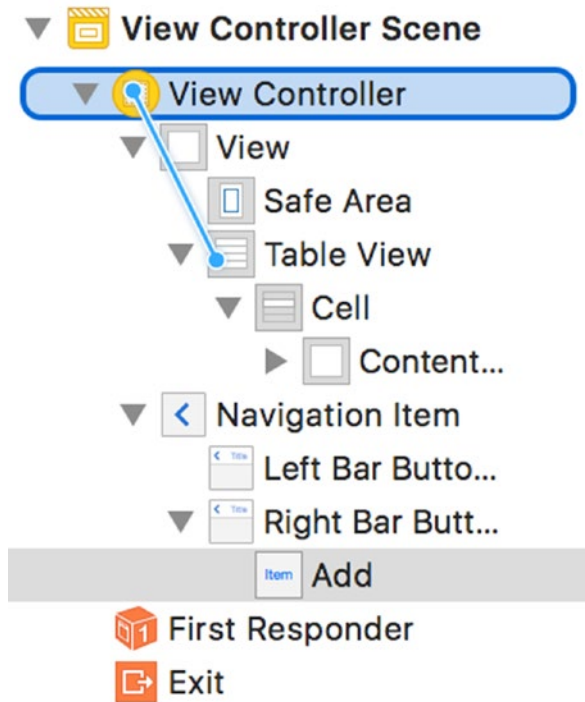 View Controller Scene
View Controller
View
Safe Area
Table View
Cell
Content...
Navigation Item
Left Bar Butto...
Right Bar Butt...
Item Add
First Responder
Exit